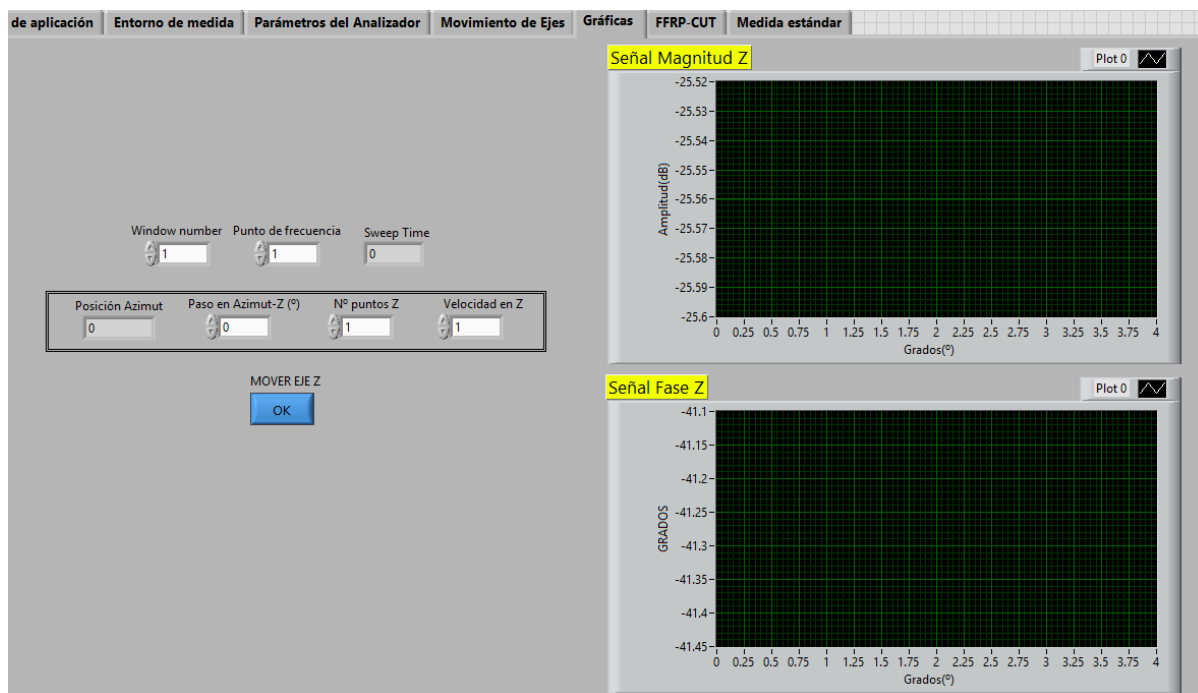 de aplicación Entorno de medida Parámetros del Analizador Movimiento de Ejes Gráficas FFRP-CUT Medida estándar
Window number Punto de frecuencia Sweep Time
1 1 0
Posición Azimut Paso en Azimut-Z (º) Nº puntos Z Velocidad en Z
0 0 1 1
MOVER EJE Z
OK
Señal Magnitud Z Plot 0
Amplitud(dB)
-25.52
-25.53
-25.54
-25.55
-25.56
-25.57
-25.58
-25.59
-25.6
0 0.25 0.5 0.75 1 1.25 1.5 1.75 2 2.25 2.5 2.75 3 3.25 3.5 3.75 4
Grados(º)
Señal Fase Z Plot 0
GRADOS
-41.1
-41.15
-41.2
-41.25
-41.3
-41.35
-41.4
-41.45
0 0.25 0.5 0.75 1 1.25 1.5 1.75 2 2.25 2.5 2.75 3 3.25 3.5 3.75 4
Grados(º)